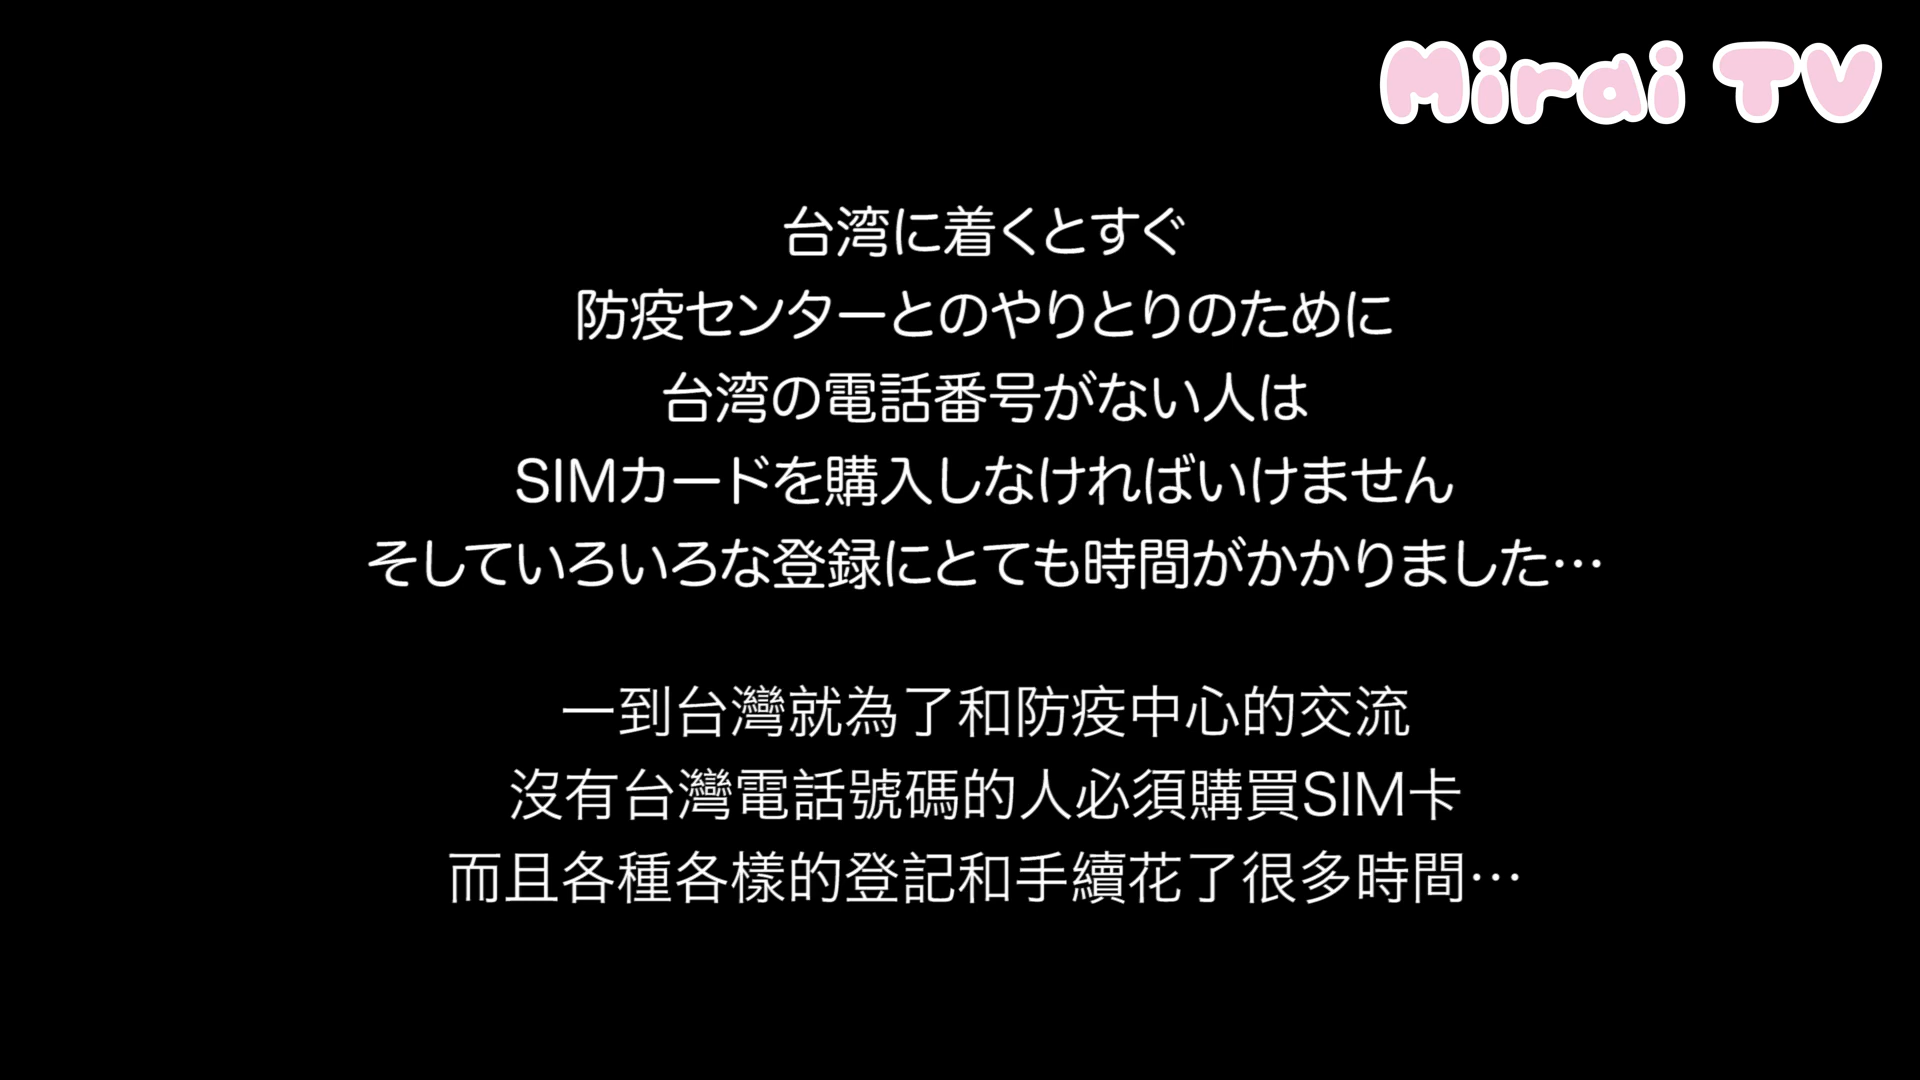 Mirai TV
台湾に着くとすぐ
防疫センターとのやりとりのために
台湾の電話番号がない人は
SIMカードを購入しなければいけません
そしていろいろな登録にとても時間がかかりました…
一到台灣就為了和防疫中心的交流
沒有台灣電話號碼的人必須購買SIM卡
而且各種各樣的登記和手續花了很多時間…